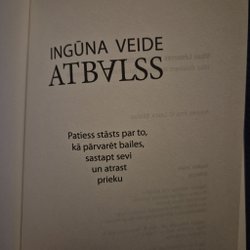 INGŪNA VEIDE
ATBALSS
Patiess stāsts par to,
kā pārvarēt bailes,
sastapt sevi
un atrast
prieku